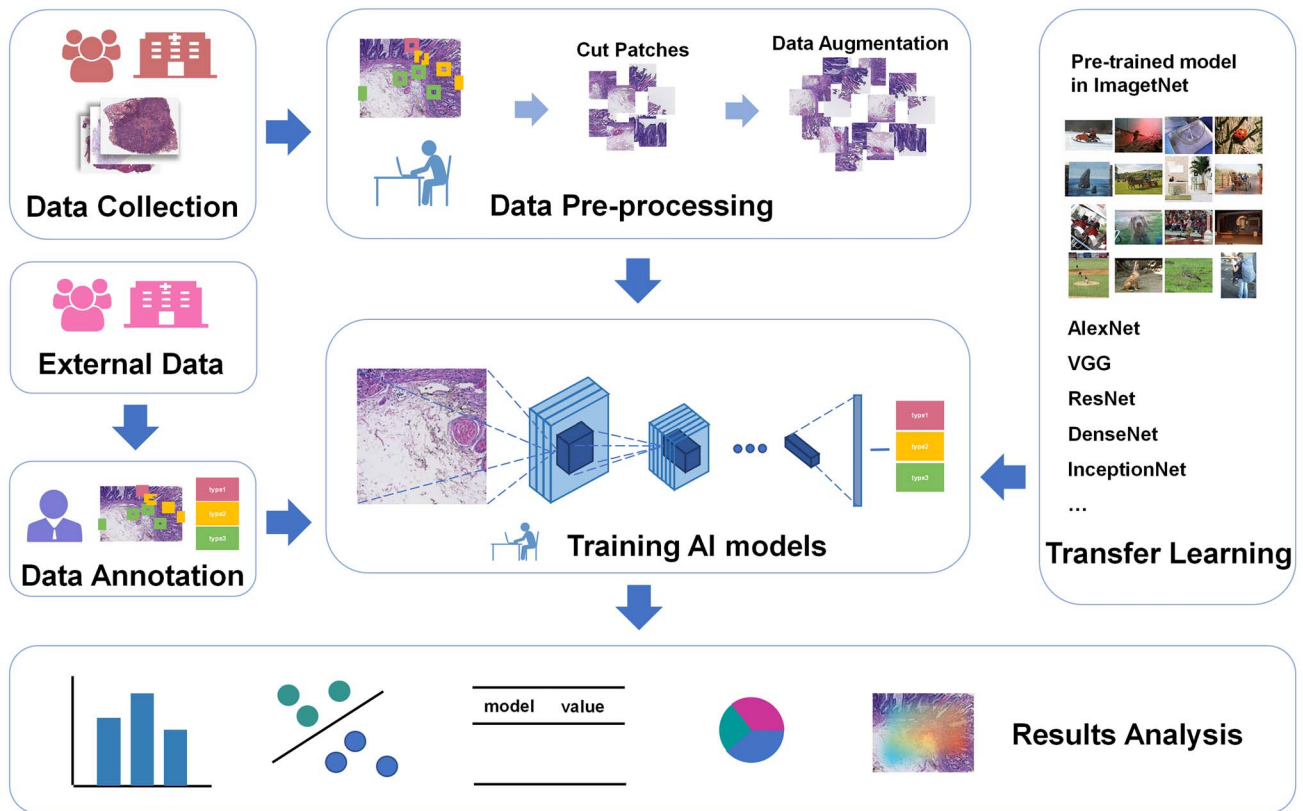 Data Collection
Cut Patches
Data Augmentation
Data Pre-processing
Pre-trained model
in ImagetNet
AlexNet
VGG
ResNet
DenseNet
InceptionNet
...
Transfer Learning
External Data
type1
type2
type3
Data Annotation
type1
type2
type3
Training AI models
model value
Results Analysis